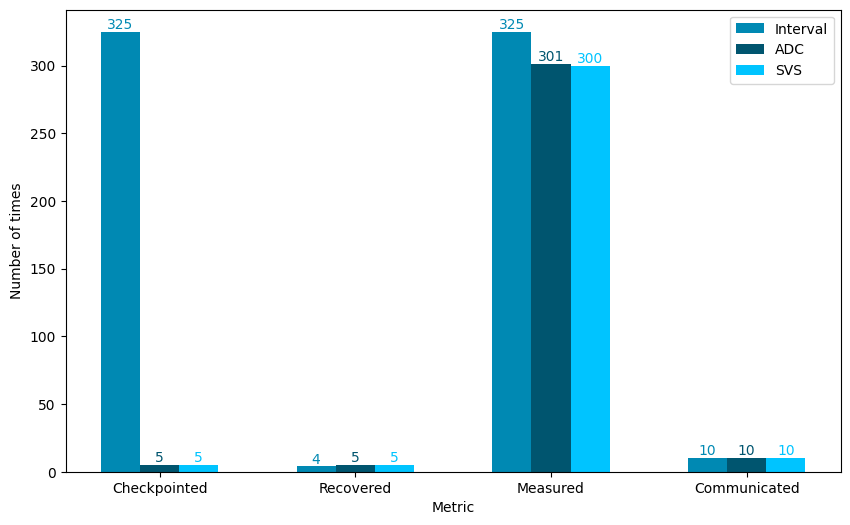 325
325
Interval
ADC
SVS
301
300
300
250
200
150
100
50
0
5
5
4
5
5
10
10
10
Number of times
Checkpointed
Recovered
Measured
Communicated
Metric